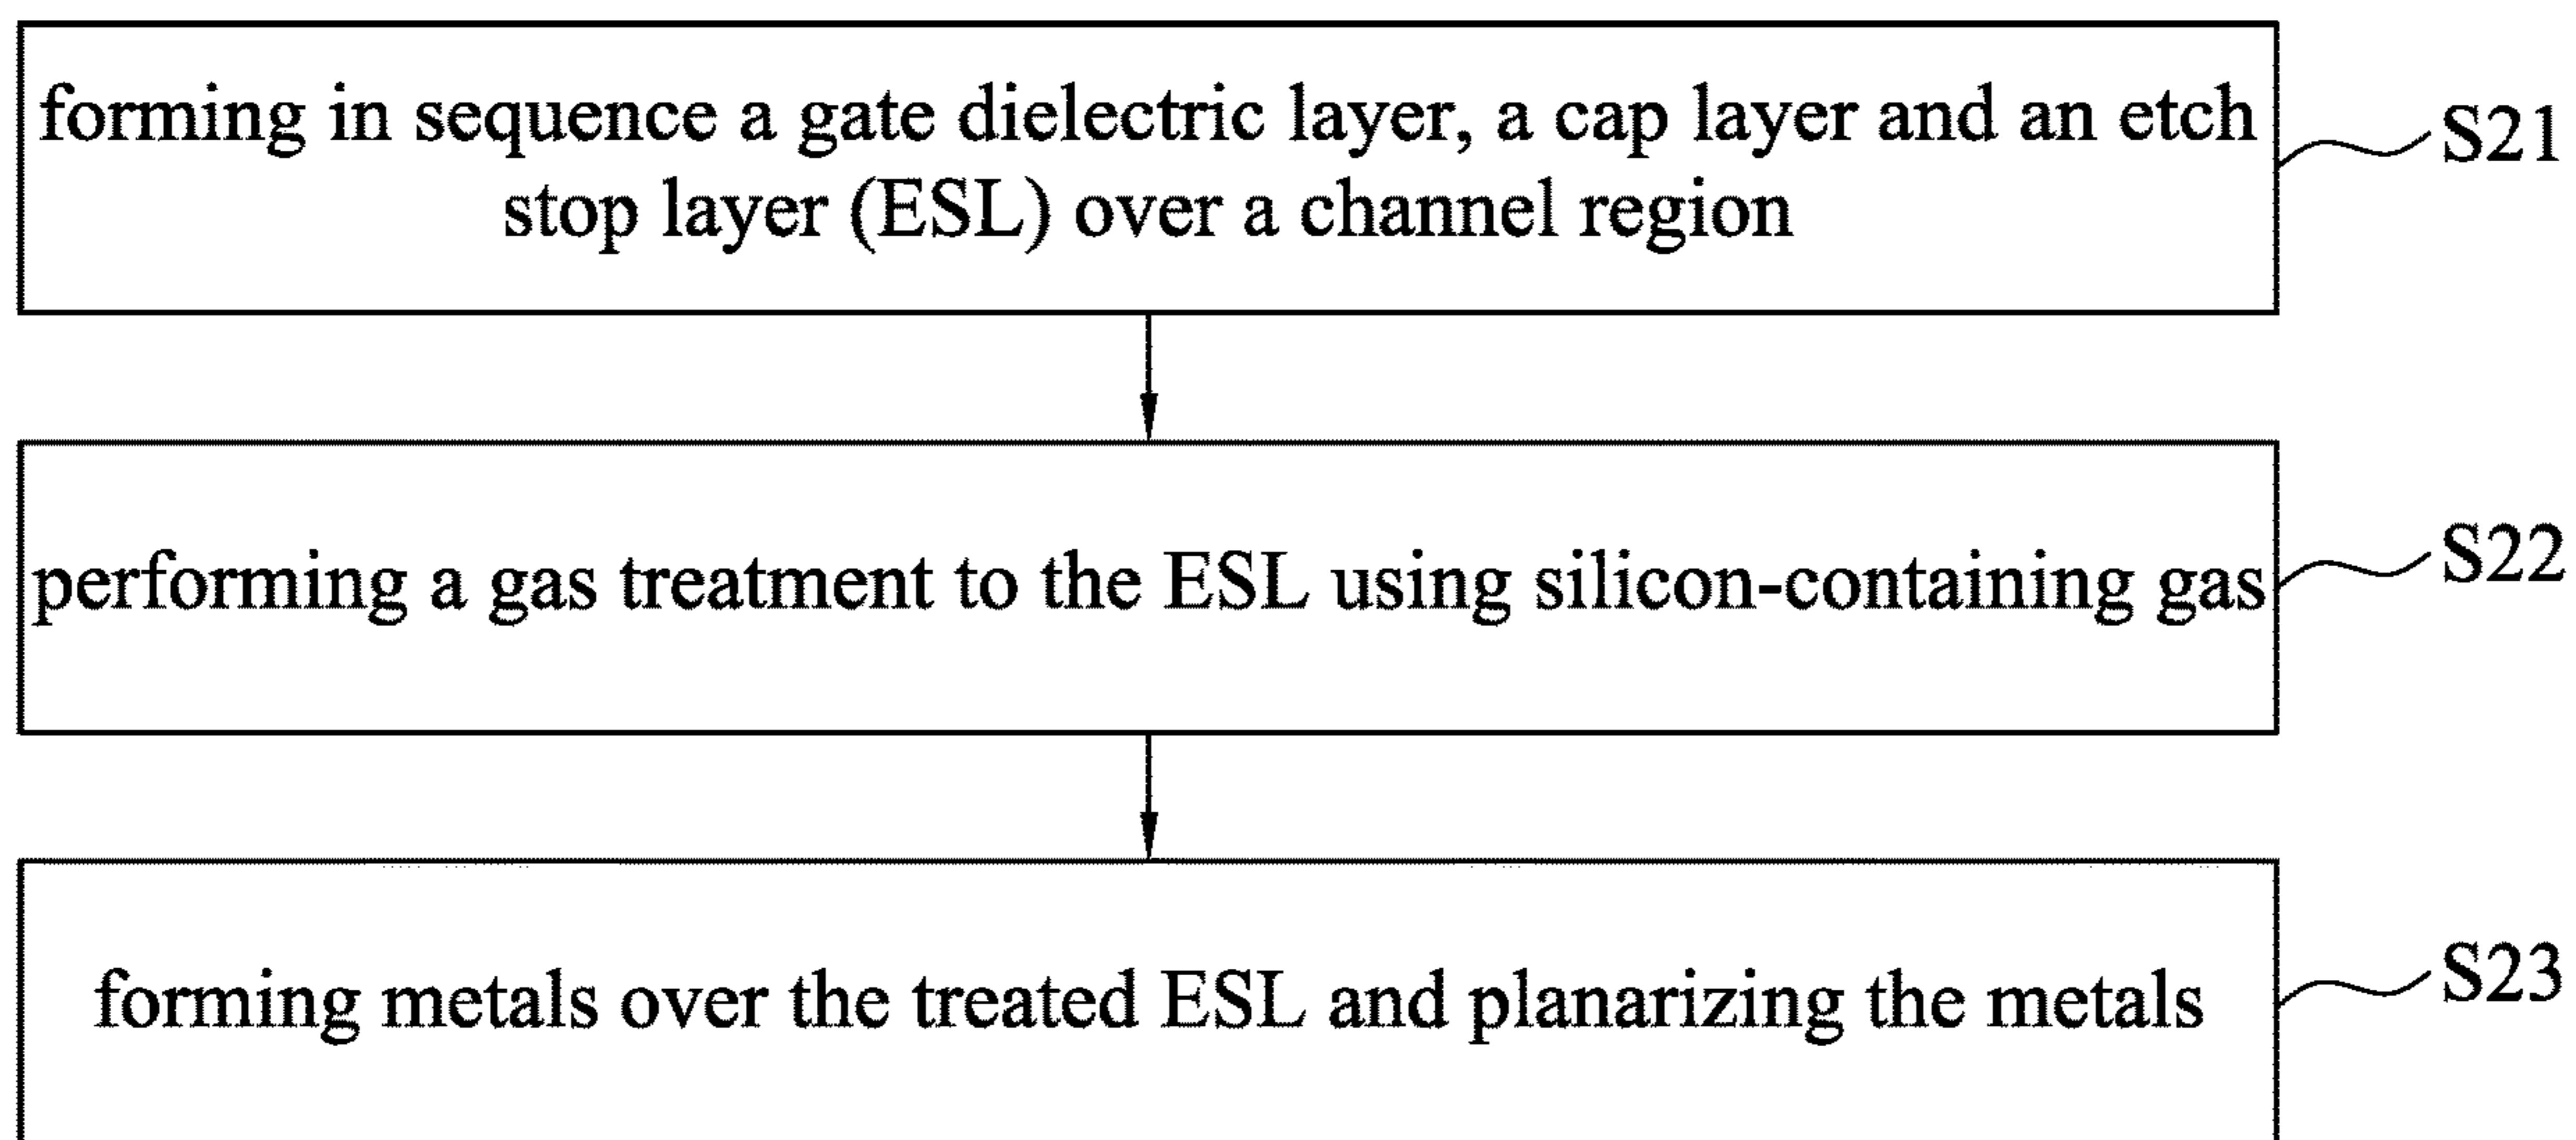 forming in sequence a gate dielectric layer, a cap layer and an etch
stop layer (ESL) over a channel region
S21
performing a gas treatment to the ESL using silicon-containing gas
S22
forming metals over the treated ESL and planarizing the metals
S23